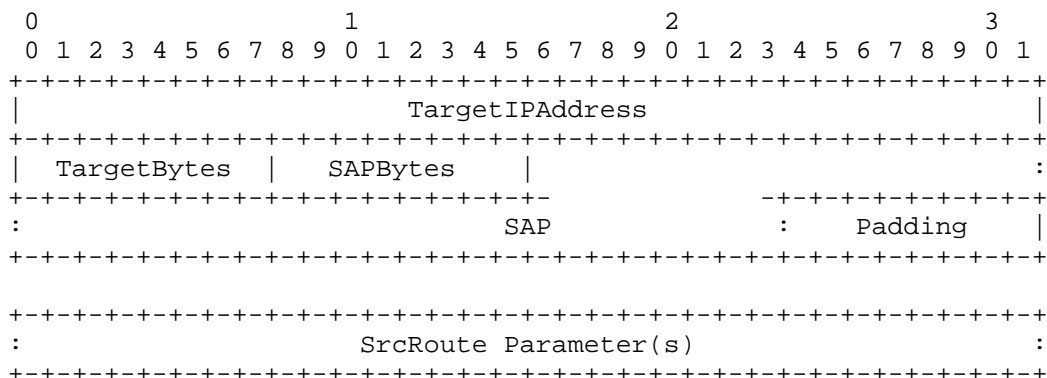 0                   1                   2                   3
 0 1 2 3 4 5 6 7 8 9 0 1 2 3 4 5 6 7 8 9 0 1 2 3 4 5 6 7 8 9 0 1
+-+-+-+-+-+-+-+-+-+-+-+-+-+-+-+-+-+-+-+-+-+-+-+-+-+-+-+-+-+-+-+-+
|                        TargetIPAddress                        |
+-+-+-+-+-+-+-+-+-+-+-+-+-+-+-+-+-+-+-+-+-+-+-+-+-+-+-+-+-+-+-+-+
|  TargetBytes  |   SAPBytes    |                               :
+-+-+-+-+-+-+-+-+-+-+-+-+-+-+-+-+-             -+-+-+-+-+-+-+-+-+
:                              SAP              :    Padding    |
+-+-+-+-+-+-+-+-+-+-+-+-+-+-+-+-+-+-+-+-+-+-+-+-+-+-+-+-+-+-+-+-+
+-+-+-+-+-+-+-+-+-+-+-+-+-+-+-+-+-+-+-+-+-+-+-+-+-+-+-+-+-+-+-+-+
:                     SrcRoute Parameter(s)                     :
+-+-+-+-+-+-+-+-+-+-+-+-+-+-+-+-+-+-+-+-+-+-+-+-+-+-+-+-+-+-+-+-+